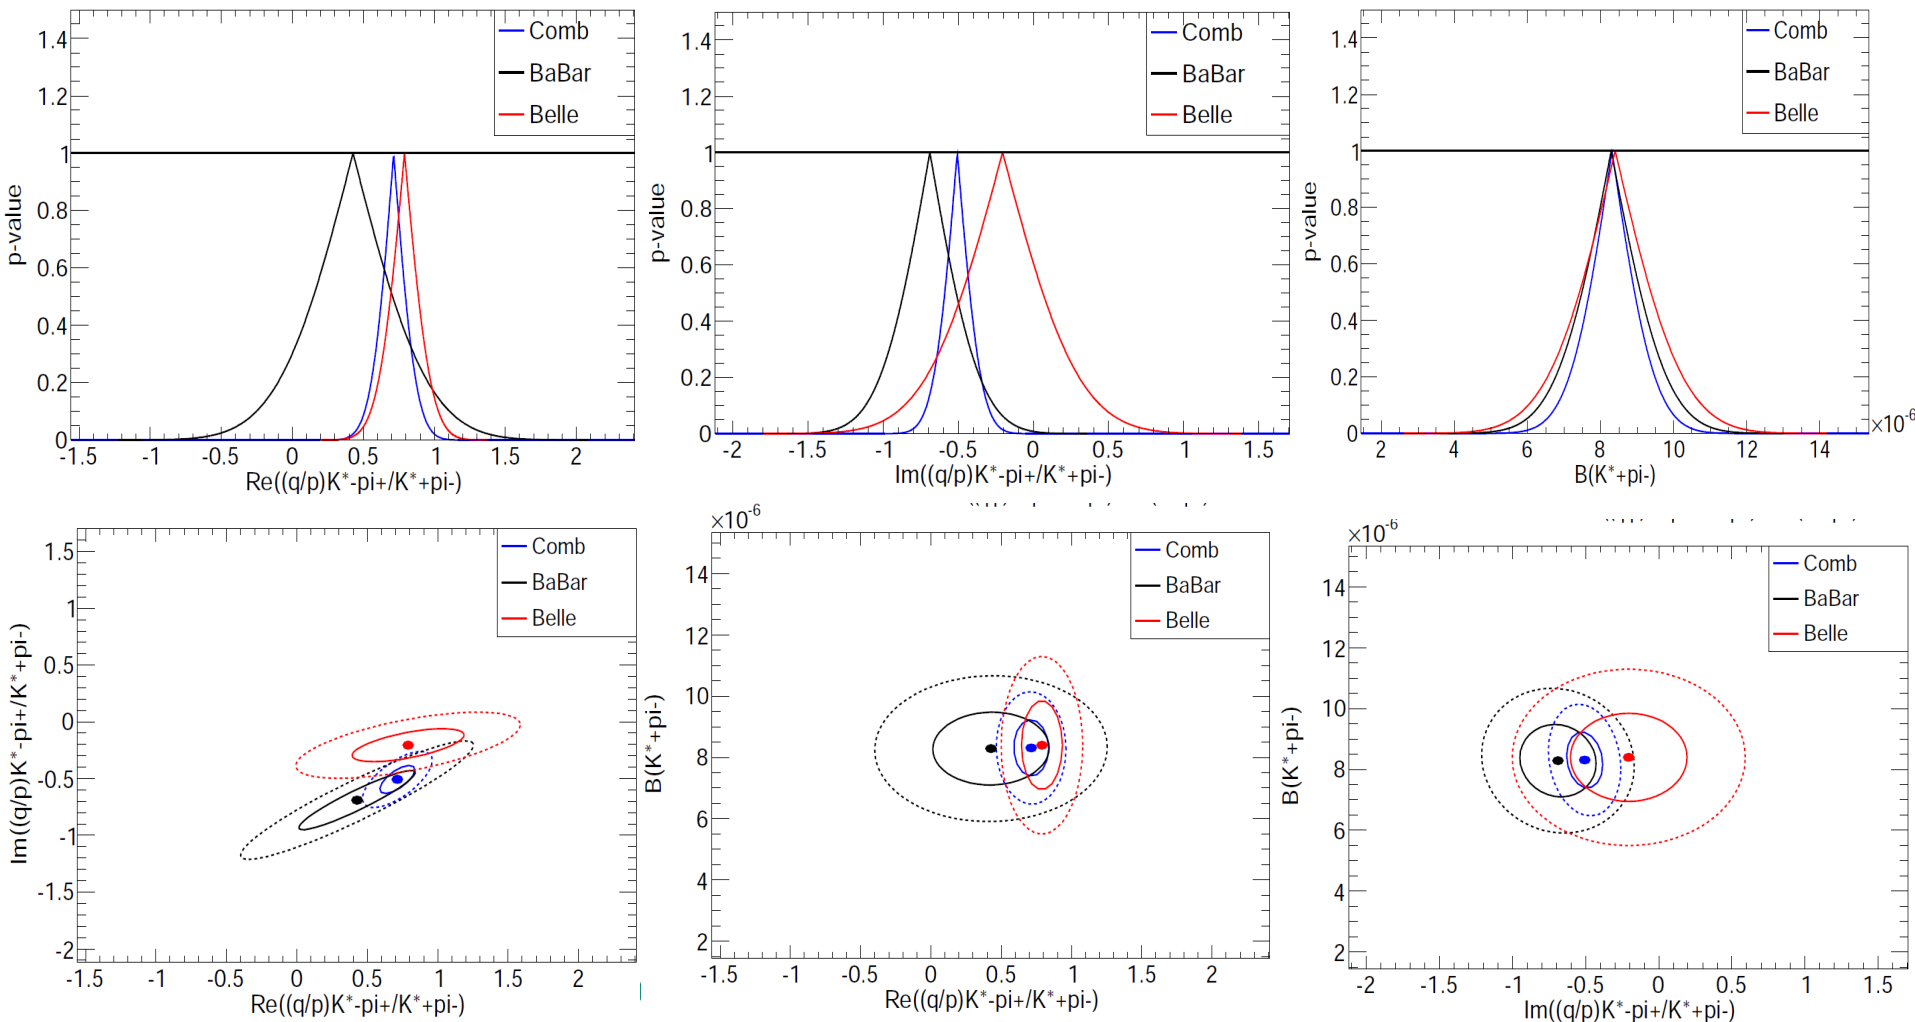 Comb
BaBar
Belle
1.4
1.2
1
0.8
0.6
0.4
0.2
0
p-value
-1.5 -1 -0.5 0 0.5 1 1.5 2
Re((q/p)K*-pi+/K*+pi-)
Comb
BaBar
Belle
1.4
1.2
1
0.8
0.6
0.4
0.2
0
p-value
-2 -1.5 -1 -0.5 0 0.5 1 1.5
Im((q/p)K*-pi+/K*+pi-)
Comb
BaBar
Belle
1.4
1.2
1
0.8
0.6
0.4
0.2
0
p-value
2 4 6 8 10 12 14
×10-6
B(K*+pi-)
Comb
BaBar
Belle
1.5
1
0.5
0
-0.5
-1
-1.5
-2
Im((q/p)K*-pi+/K*+pi-)
-1.5 -1 -0.5 0 0.5 1 1.5 2
Re((q/p)K*-pi+/K*+pi-)
×10-6
Comb
BaBar
Belle
14
12
10
8
6
4
2
B(K*+pi-)
-1.5 -1 -0.5 0 0.5 1 1.5 2
Re((q/p)K*-pi+/K*+pi-)
×10-6
Comb
BaBar
Belle
14
12
10
8
6
4
2
B(K*+pi-)
-2 -1.5 -1 -0.5 0 0.5 1 1.5
Im((q/p)K*-pi+/K*+pi-)